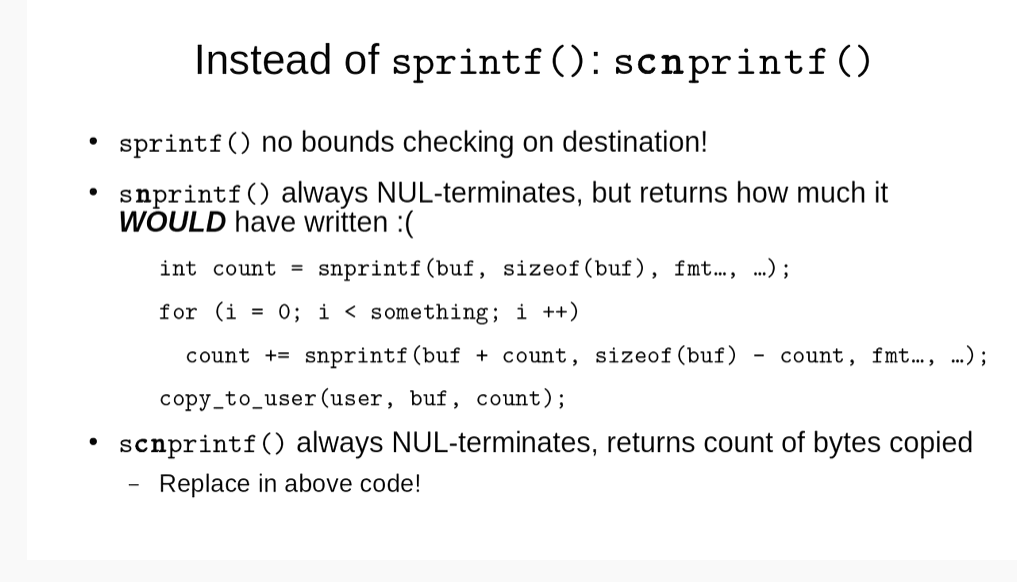 Instead of sprintf(): scnprintf()
• sprintf() no bounds checking on destination!
• snprintf() always NUL-terminates, but returns how much it
WOULD have written :(
int count = snprintf(buf, sizeof(buf), fmt…, …);
for (i = 0; i < something; i ++)
count += snprintf(buf + count, sizeof(buf) - count, fmt…, …);
copy_to_user(user, buf, count);
• scnprintf() always NUL-terminates, returns count of bytes copied
– Replace in above code!